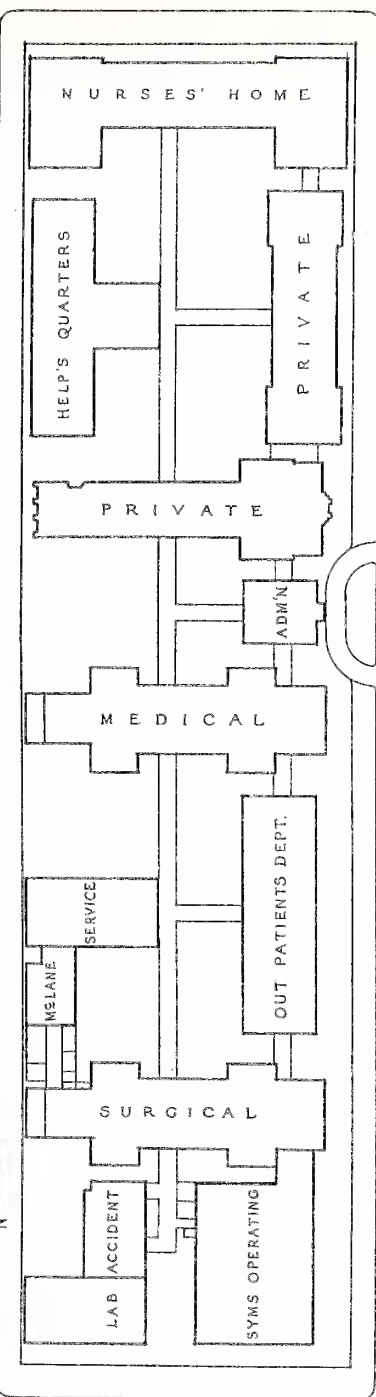 NURSES' HOME
HELP'S QUARTERS
PRIVATE
PRIVATE
ADM'N
MEDICAL
SERVICE
McLANE
OUT PATIENTS DEPT.
SURGICAL
ACCIDENT
LAB
SYMS OPERATING
N